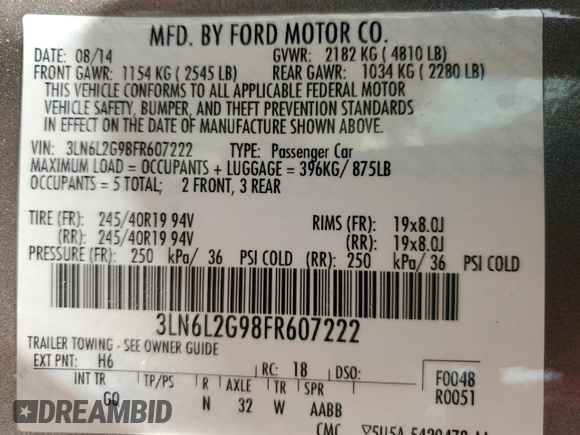 MFD. BY FORD MOTOR CO.
DATE: 08/14 GVWR: 2182 KG ( 4810 LB)
FRONT GAWR: 1154 KG ( 2545 LB) REAR GAWR: 1034 KG ( 2280 LB)
THIS VEHICLE CONFORMS TO ALL APPLICABLE FEDERAL MOTOR
VEHICLE SAFETY, BUMPER, AND THEFT PREVENTION STANDARDS
IN EFFECT ON THE DATE OF MANUFACTURE SHOWN ABOVE.
VIN: 3LN6L2G98FR607222 TYPE: Passenger Car
MAXIMUM LOAD = OCCUPANTS + LUGGAGE = 396KG/ 875LB
OCCUPANTS = 5 TOTAL; 2 FRONT, 3 REAR
TIRE (FR): 245/40R19 94V RIMS (FR): 19x8.0J
(RR): 245/40R19 94V (RR): 19x8.0J
PRESSURE (FR): 250 kPa/ 36 PSI COLD (RR): 250 kPa/ 36 PSI COLD
3LN6L2G98FR607222
TRAILER TOWING - SEE OWNER GUIDE
EXT PNT: H6 RC: 18 DSO: F0048
R0051
INT TR TP/PS R AXLE TR SPR
GO N 32 W AABB
DREAMBID
CMC